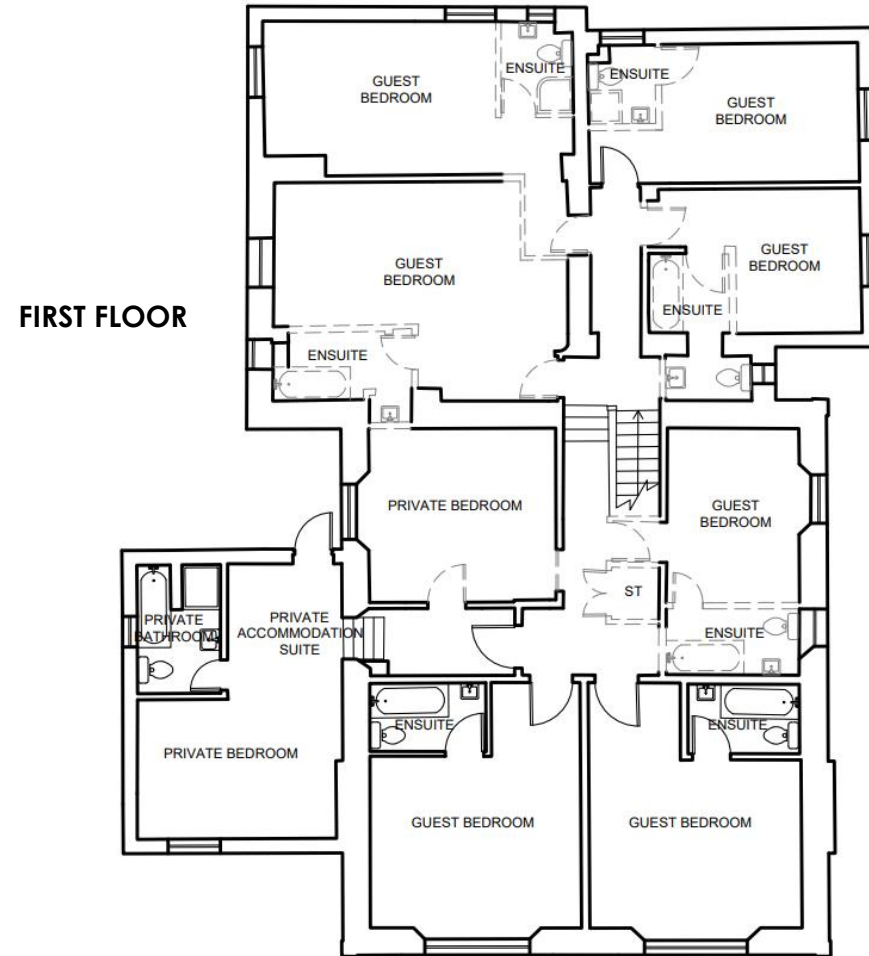 GUEST
BEDROOM
ENSUITE
ENSUITE
GUEST
BEDROOM
GUEST
BEDROOM
GUEST
BEDROOM
ENSUITE
FIRST FLOOR
ENSUITE
PRIVATE BEDROOM
GUEST
BEDROOM
ST
PRIVATE
BATHROOM
PRIVATE
ACCOMMODATION
SUITE
ENSUITE
ENSUITE
ENSUITE
PRIVATE BEDROOM
GUEST BEDROOM
GUEST BEDROOM